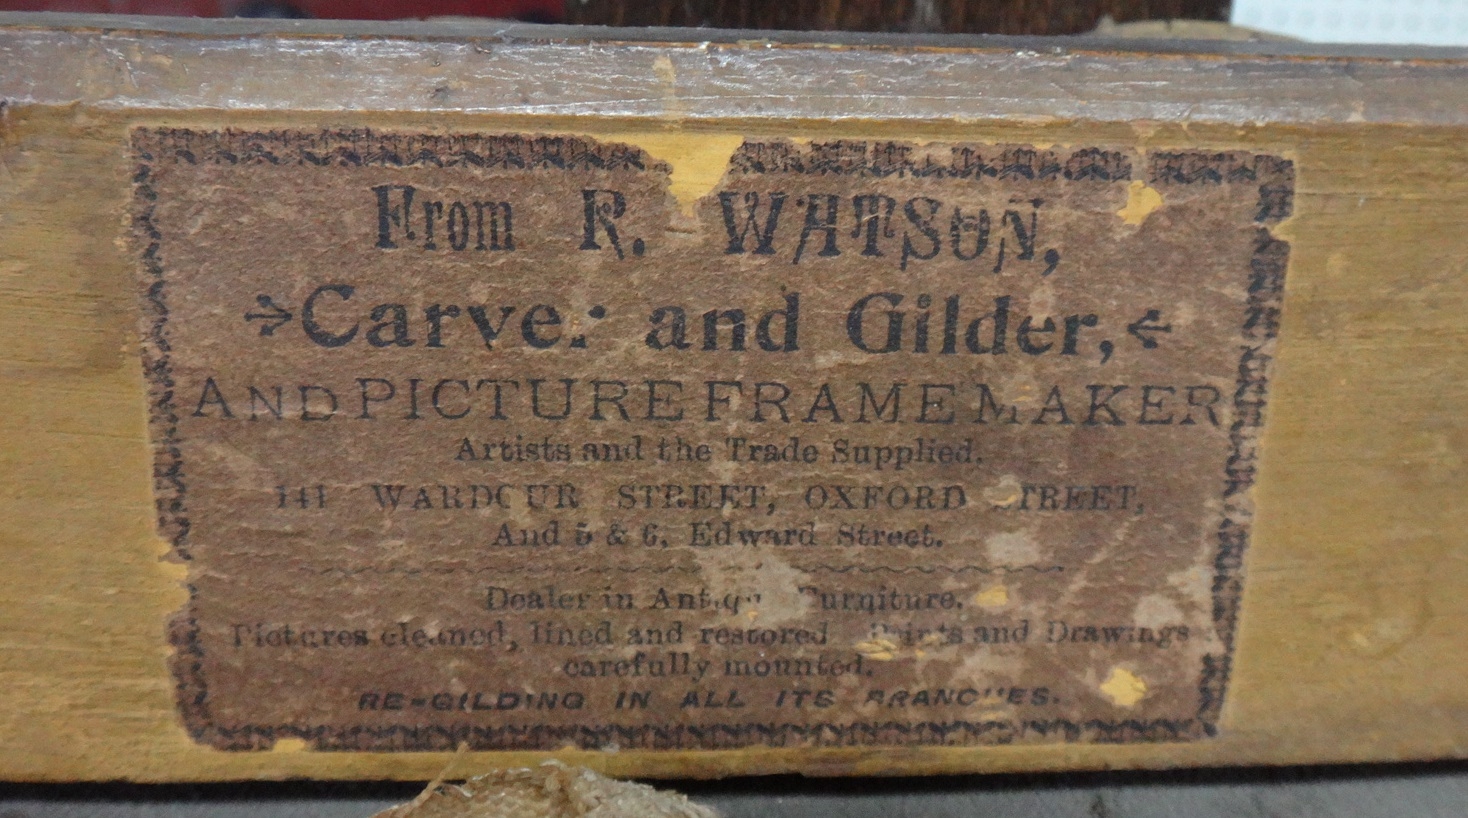 From R. WATSON,
Carver and Gilder,
AND PICTURE FRAME MAKER
Artists and the Trade Supplied.
141 WARDOUR STREET, OXFORD STREET,
And 5 & 6, Edward Street.
Dealer in Antique Furniture.
Pictures cleaned, lined and restored Prints and Drawings
carefully mounted.
RE-GILDING IN ALL ITS BRANCHES.